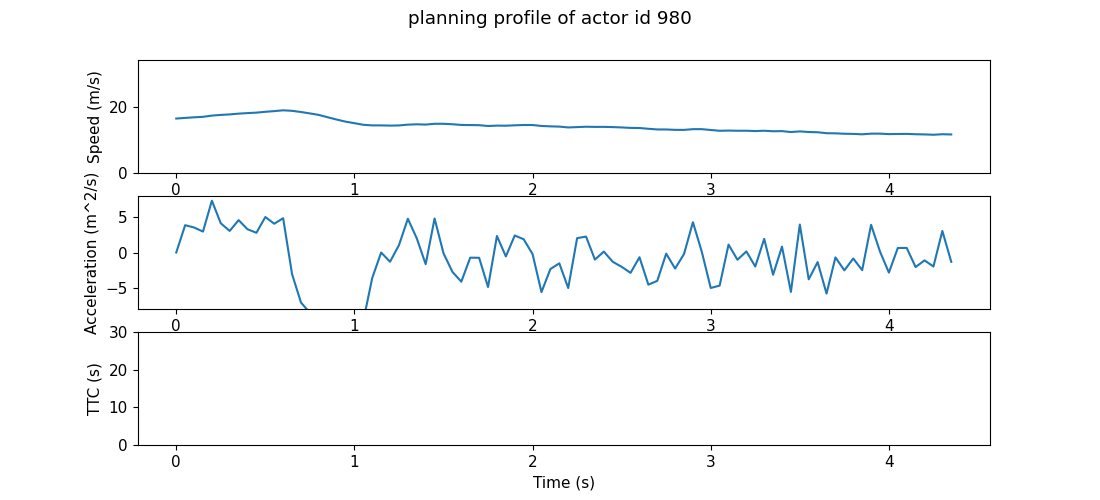 planning profile of actor id 980
Speed (m/s)
20
0
0 1 2 3 4
Acceleration (m^2/s)
5
0
−5
0 1 2 3 4
TTC (s)
30
20
10
0
0 1 2 3 4
Time (s)